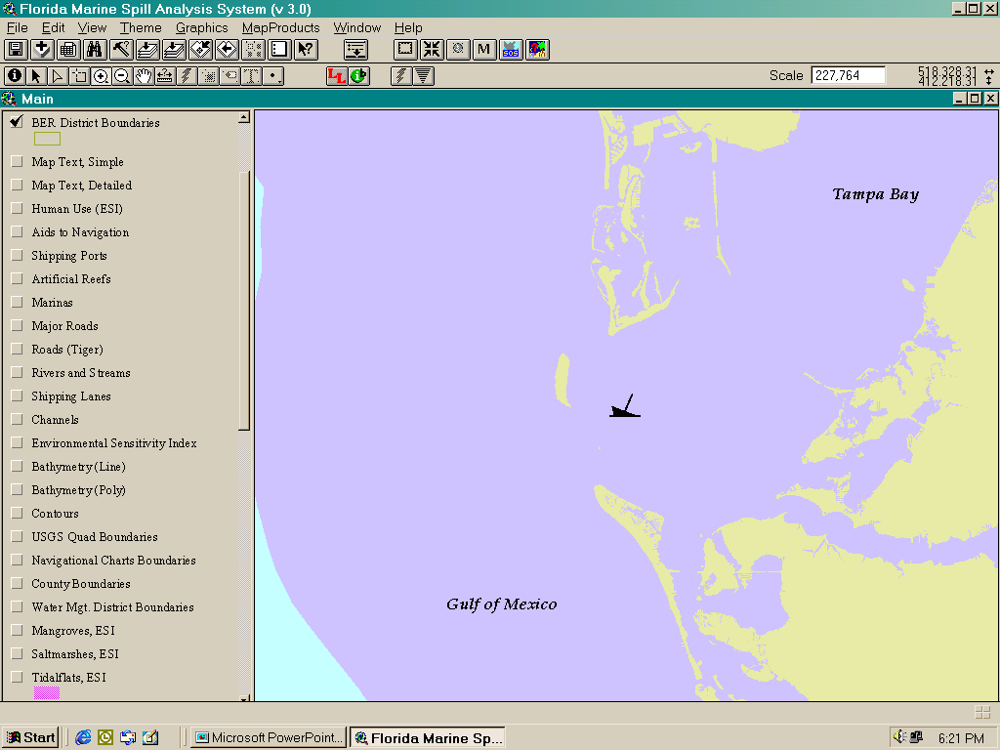 Florida Marine Spill Analysis System (v 3.0)
File Edit View Theme Graphics MapProducts Window Help
M
SOS
LL
Scale 227,764
518,328.31
412,218.31
Main
BER District Boundaries
Map Text, Simple
Map Text, Detailed
Human Use (ESI)
Aids to Navigation
Shipping Ports
Artificial Reefs
Marinas
Major Roads
Roads (Tiger)
Rivers and Streams
Shipping Lanes
Channels
Environmental Sensitivity Index
Bathymetry (Line)
Bathymetry (Poly)
Contours
USGS Quad Boundaries
Navigational Charts Boundaries
County Boundaries
Water Mgt. District Boundaries
Mangroves, ESI
Saltmarshes, ESI
Tidalflats, ESI
Tampa Bay
Gulf of Mexico
Start
Microsoft PowerPoint...
Florida Marine Sp...
6:21 PM